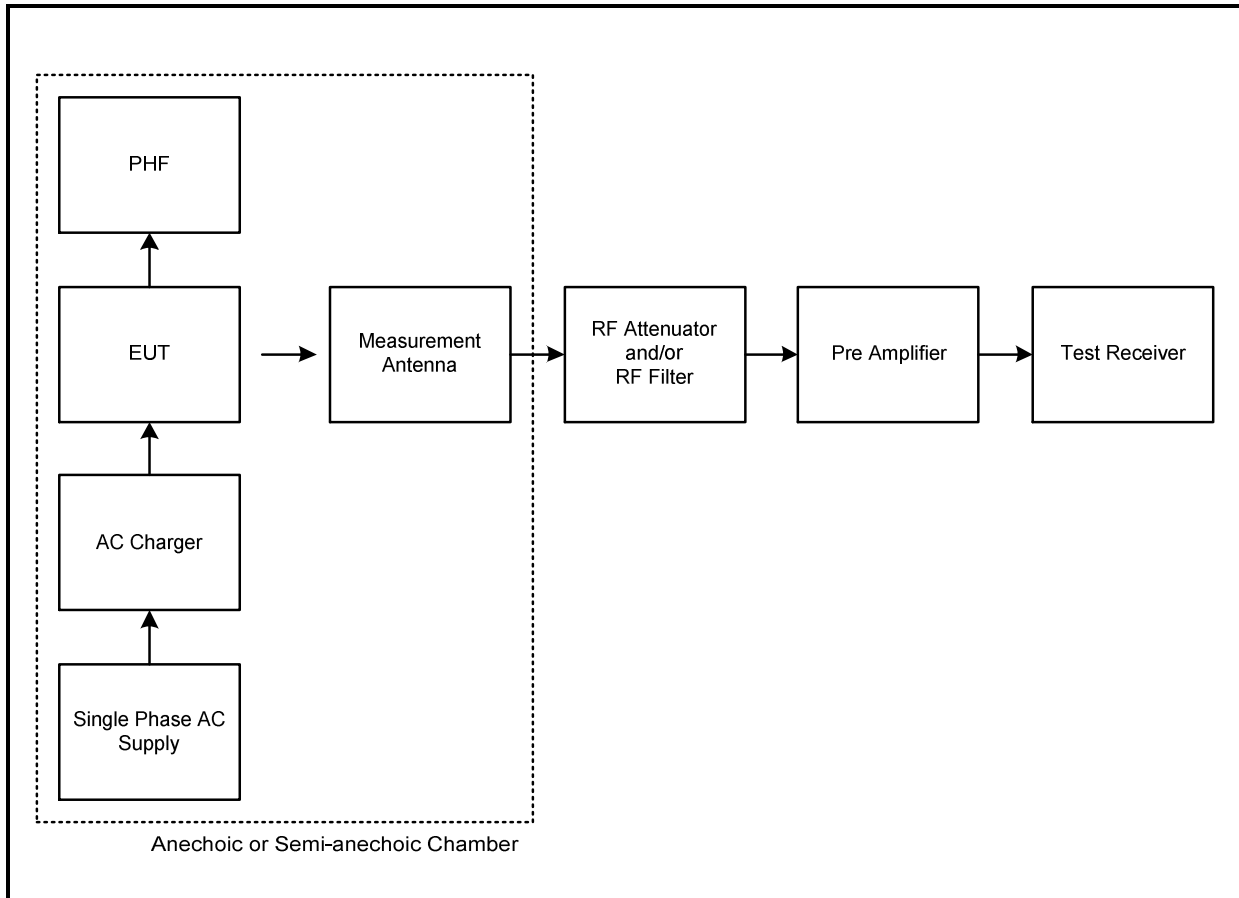 PHF
EUT
Measurement
Antenna
RF Attenuator
and/or
RF Filter
Pre Amplifier
Test Receiver
AC Charger
Single Phase AC
Supply
Anechoic or Semi-anechoic Chamber